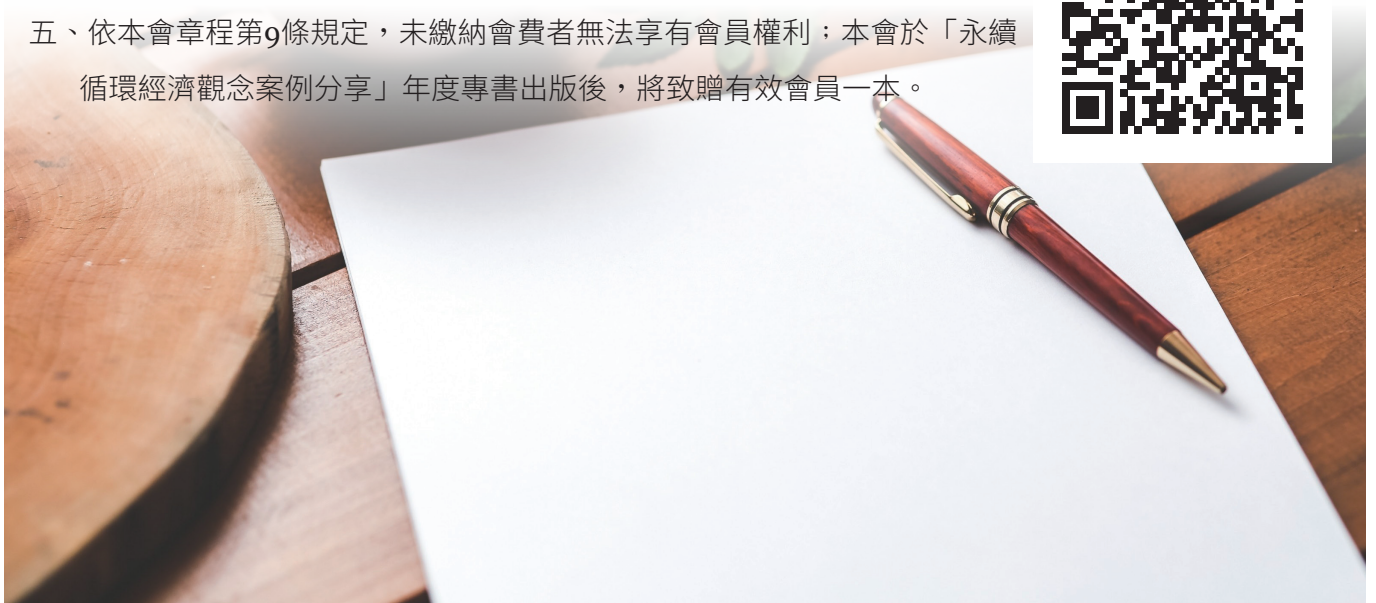 五、依本會章程第9條規定，未繳納會費者無法享有會員權利；本會於「永續
循環經濟觀念案例分享」年度專書出版後，將致贈有效會員一本。